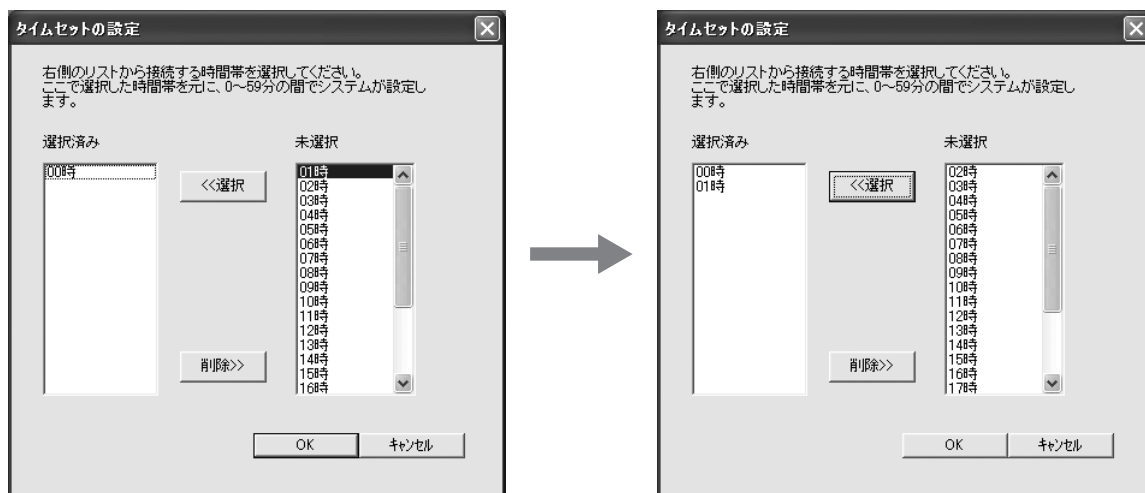 タイムセットの設定
右側のリストから接続する時間帯を選択してください。
ここで選択した時間帯を元に、0～59分の間でシステムが設定し
ます。
選択済み
未選択
00時
<<選択
01時
02時
03時
04時
05時
06時
07時
08時
09時
10時
11時
12時
13時
14時
15時
16時
削除>>
OK
キャンセル
タイムセットの設定
右側のリストから接続する時間帯を選択してください。
ここで選択した時間帯を元に、0～59分の間でシステムが設定し
ます。
選択済み
未選択
00時
01時
<<選択
02時
03時
04時
05時
06時
07時
08時
09時
10時
11時
12時
13時
14時
15時
16時
17時
削除>>
OK
キャンセル